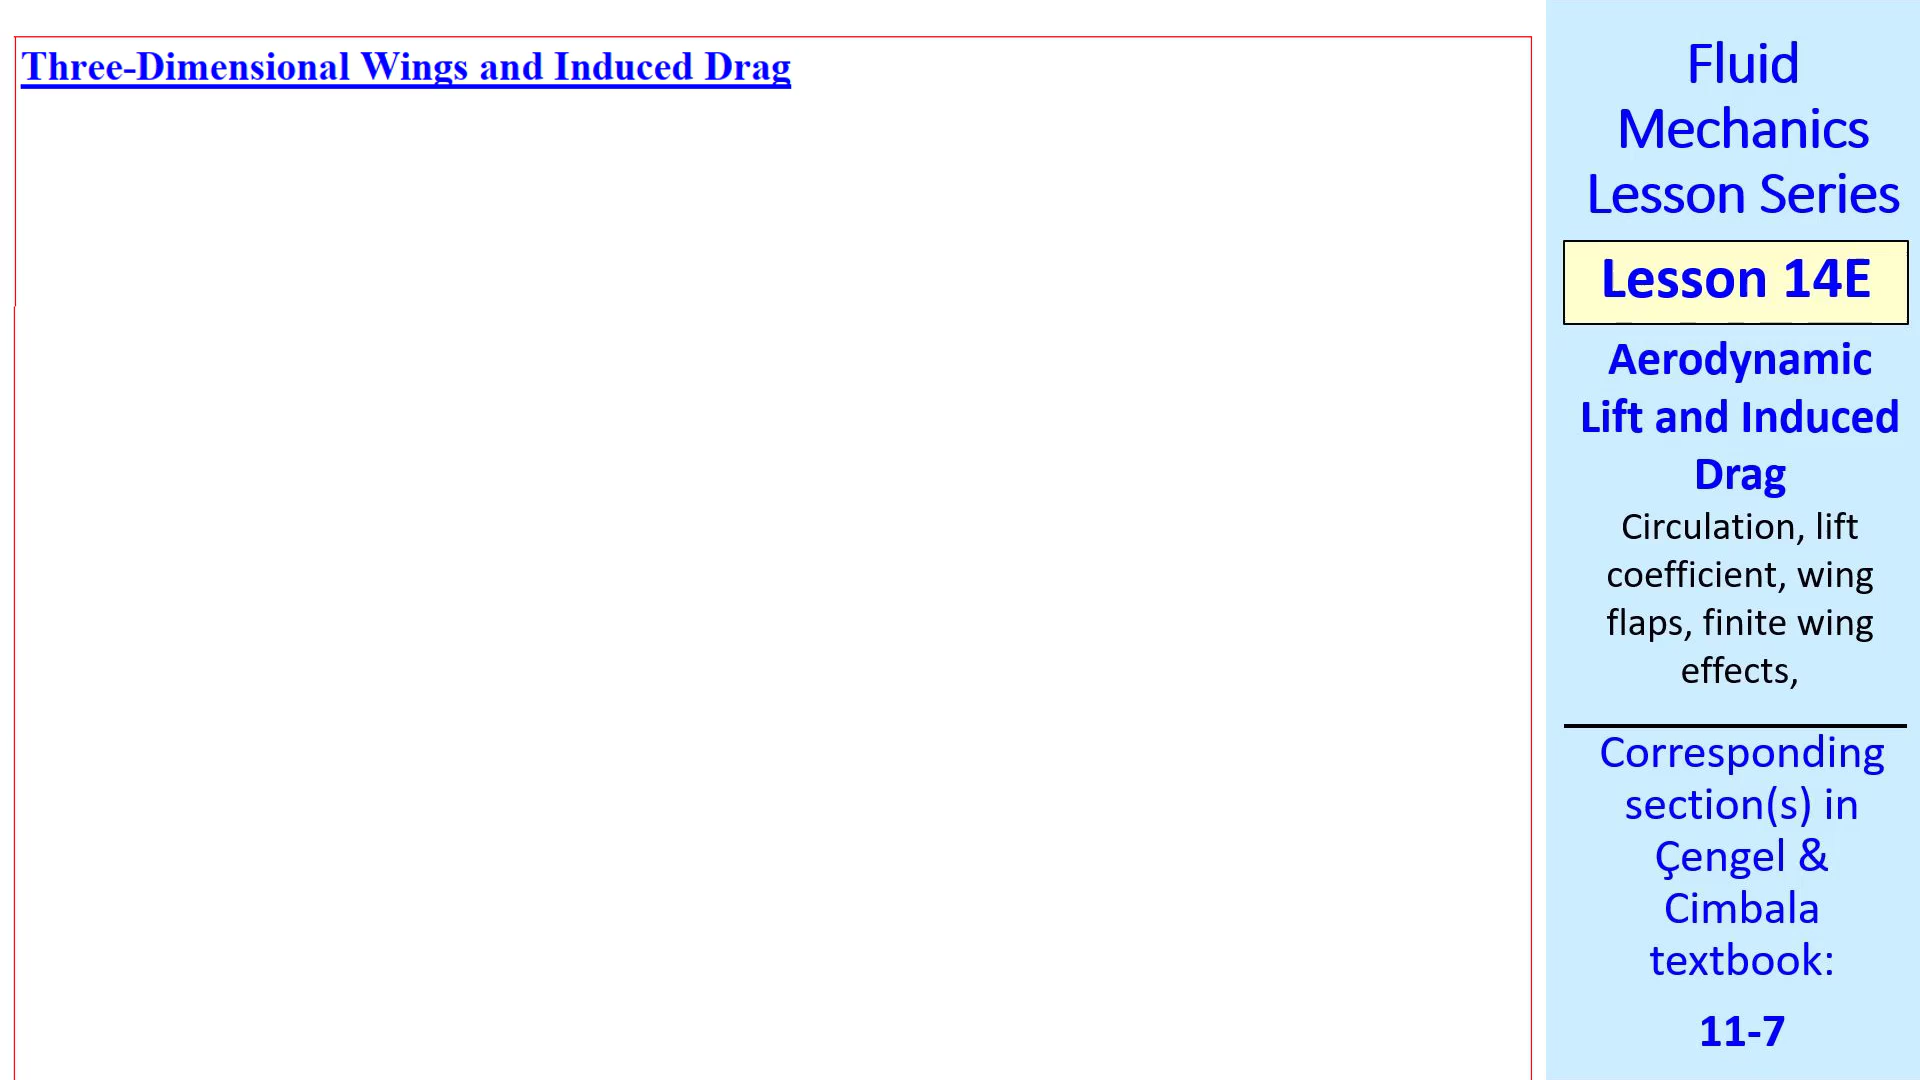 Three-Dimensional Wings and Induced Drag
Fluid
Mechanics
Lesson Series
Lesson 14E
Aerodynamic
Lift and Induced
Drag
Circulation, lift
coefficient, wing
flaps, finite wing
effects,
Corresponding
section(s) in
Çengel &
Cimbala
textbook:
11-7